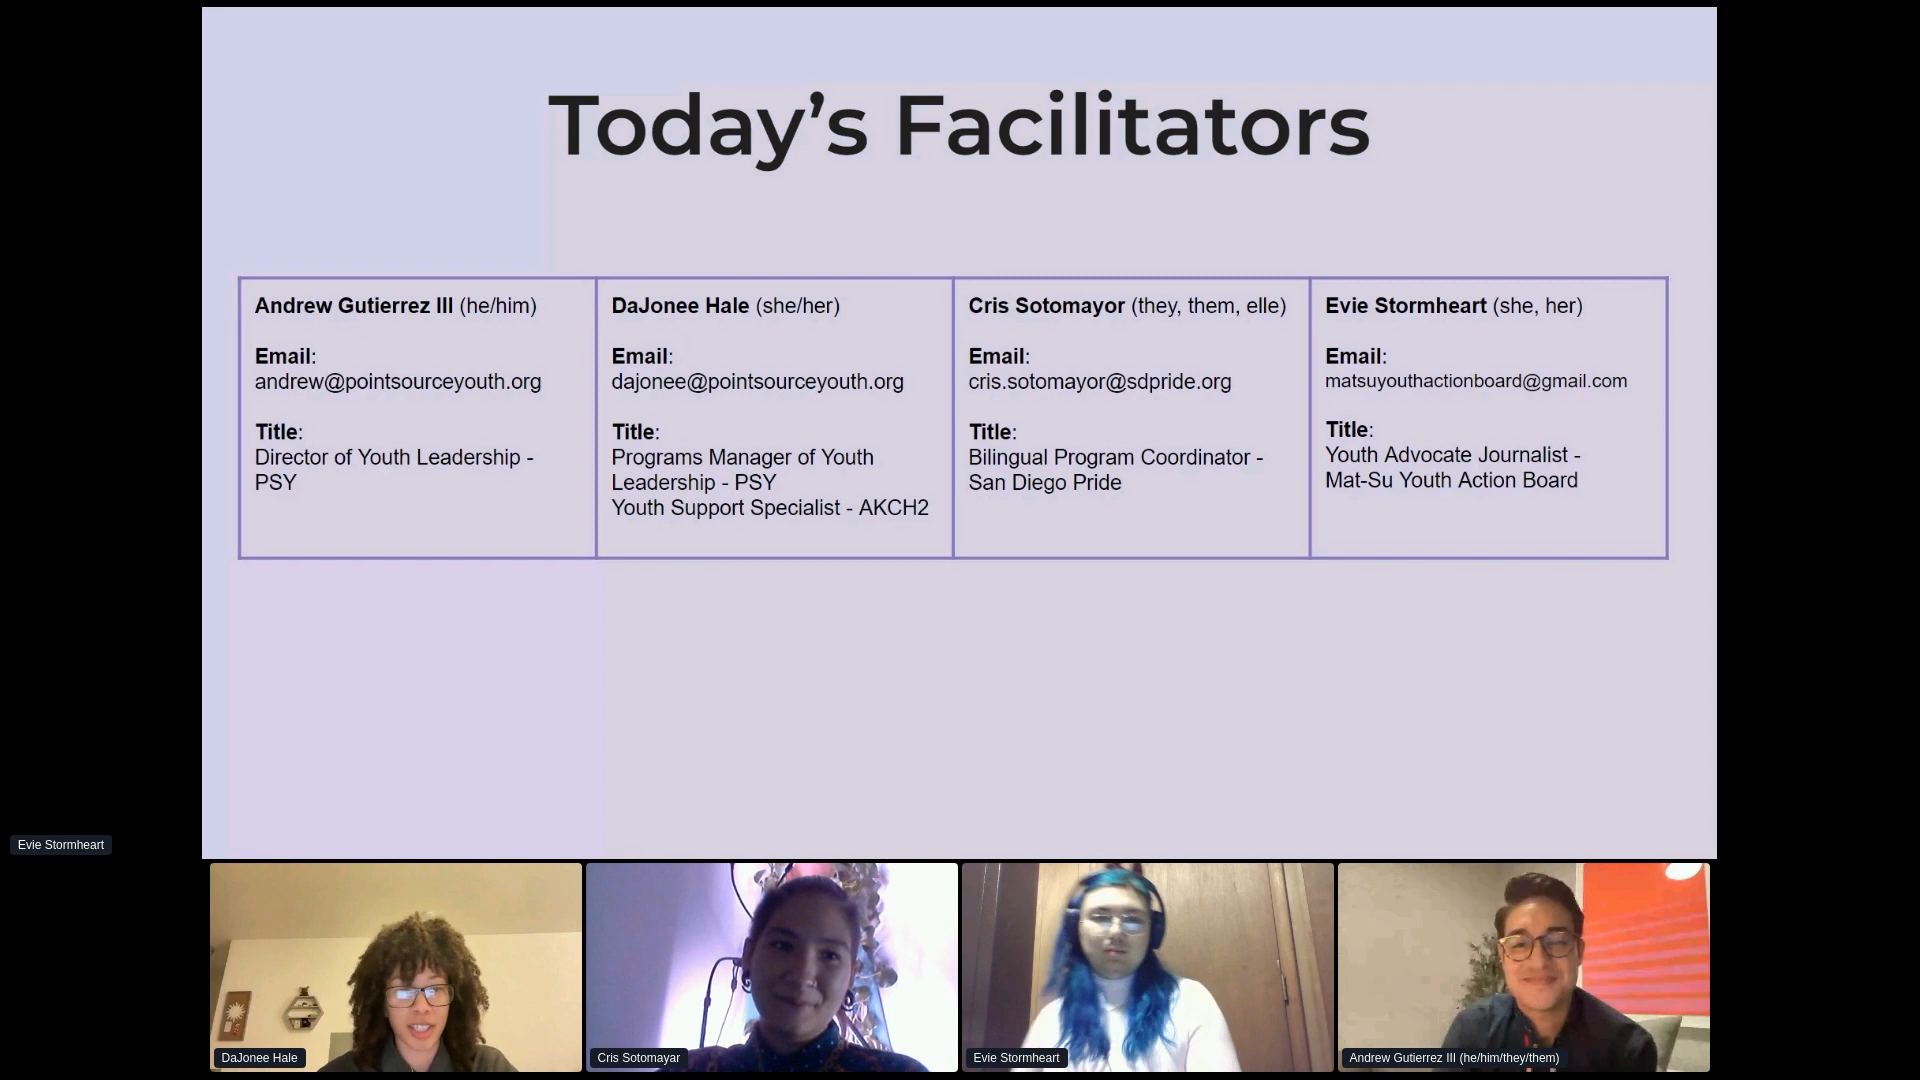 Today’s Facilitators
Andrew Gutierrez III (he/him)
Email:
andrew@pointsourceyouth.org
Title:
Director of Youth Leadership -
PSY
DaJonee Hale (she/her)
Email:
dajonee@pointsourceyouth.org
Title:
Programs Manager of Youth
Leadership - PSY
Youth Support Specialist - AKCH2
Cris Sotomayor (they, them, elle)
Email:
cris.sotomayor@sdpride.org
Title:
Bilingual Program Coordinator -
San Diego Pride
Evie Stormheart (she, her)
Email:
matsuyouthactionboard@gmail.com
Title:
Youth Advocate Journalist -
Mat-Su Youth Action Board
Evie Stormheart
DaJonee Hale
Cris Sotomayar
Evie Stormheart
Andrew Gutierrez III (he/him/they/them)